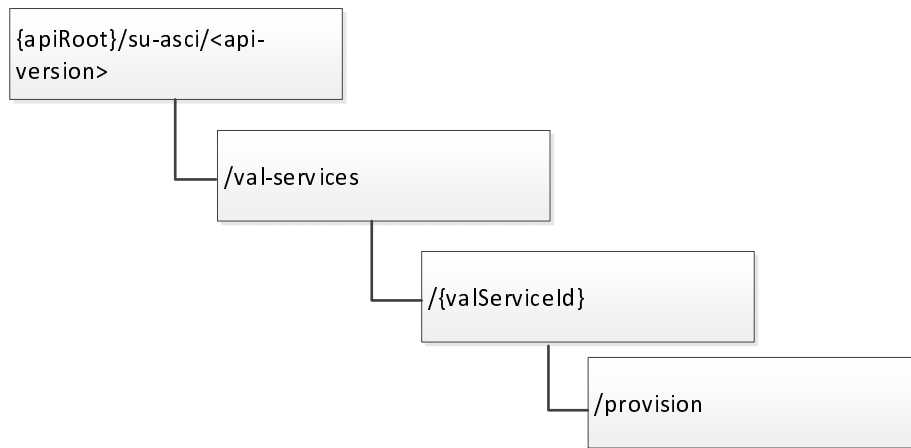 {apiRoot}/su-asci/<api-
version>
/val-services
/{valServiceId}
/provision